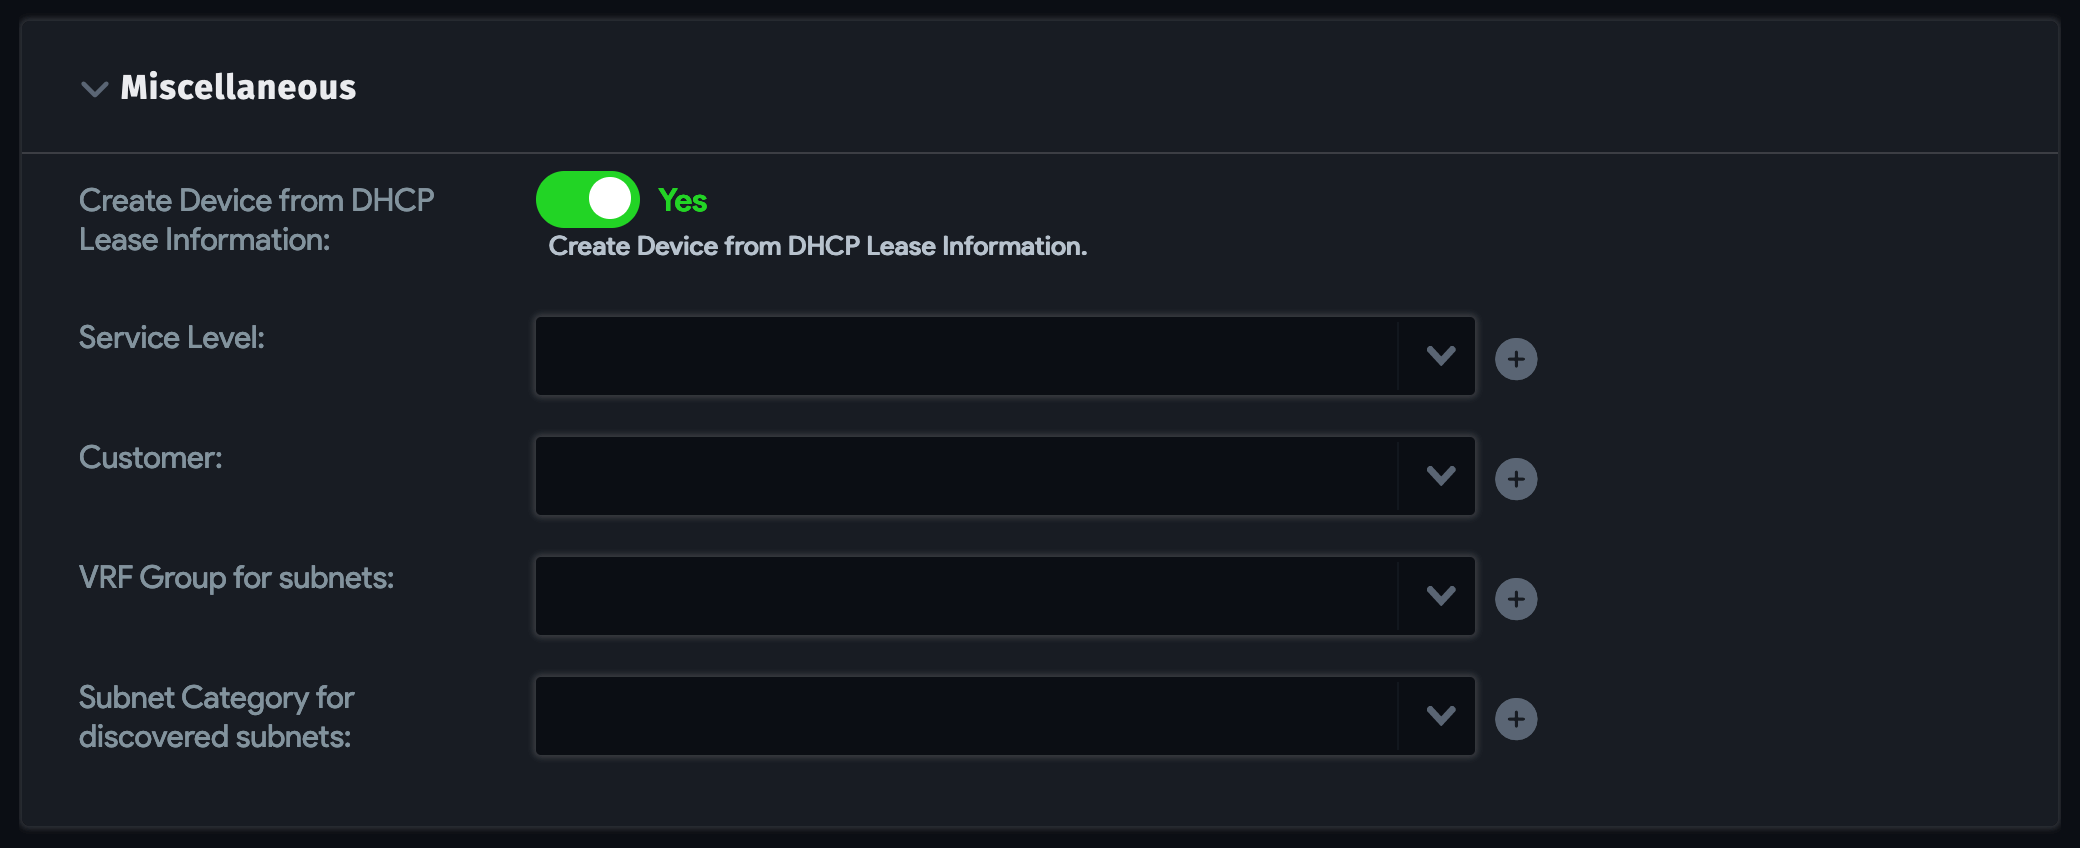 Miscellaneous
Create Device from DHCP
Lease Information:
Yes
Create Device from DHCP Lease Information.
Service Level:
Customer:
VRF Group for subnets:
Subnet Category for
discovered subnets: